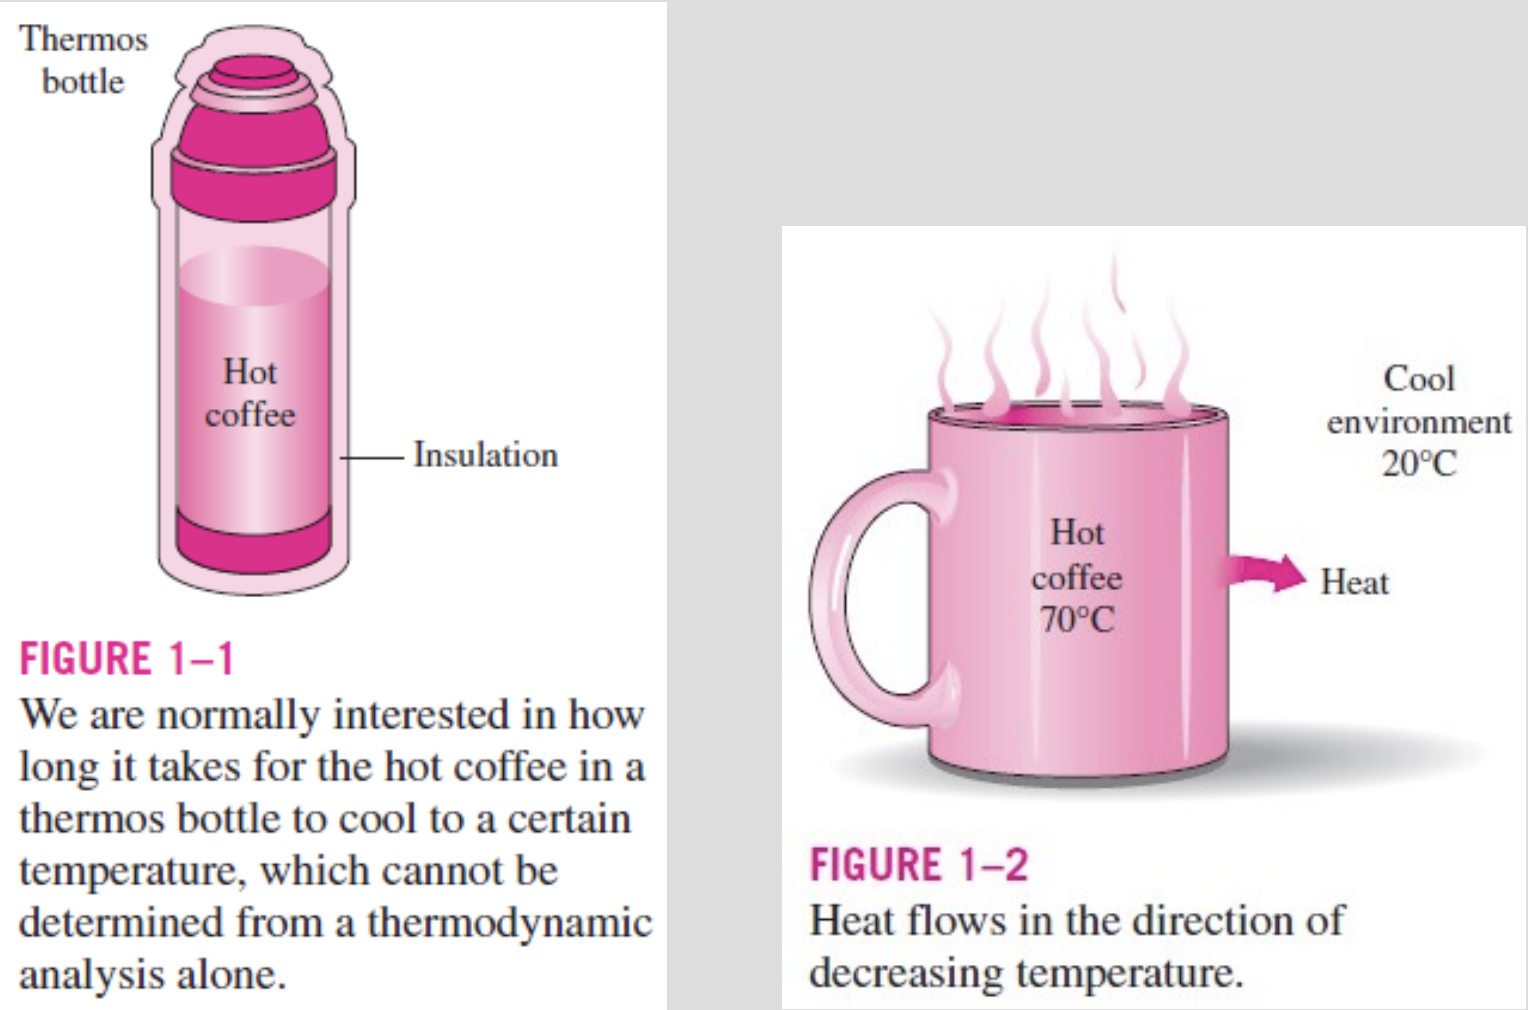 Thermos
bottle
Hot
coffee
Insulation
FIGURE 1–1
We are normally interested in how
long it takes for the hot coffee in a
thermos bottle to cool to a certain
temperature, which cannot be
determined from a thermodynamic
analysis alone.
Cool
environment
20°C
Hot
coffee
70°C
Heat
FIGURE 1–2
Heat flows in the direction of
decreasing temperature.